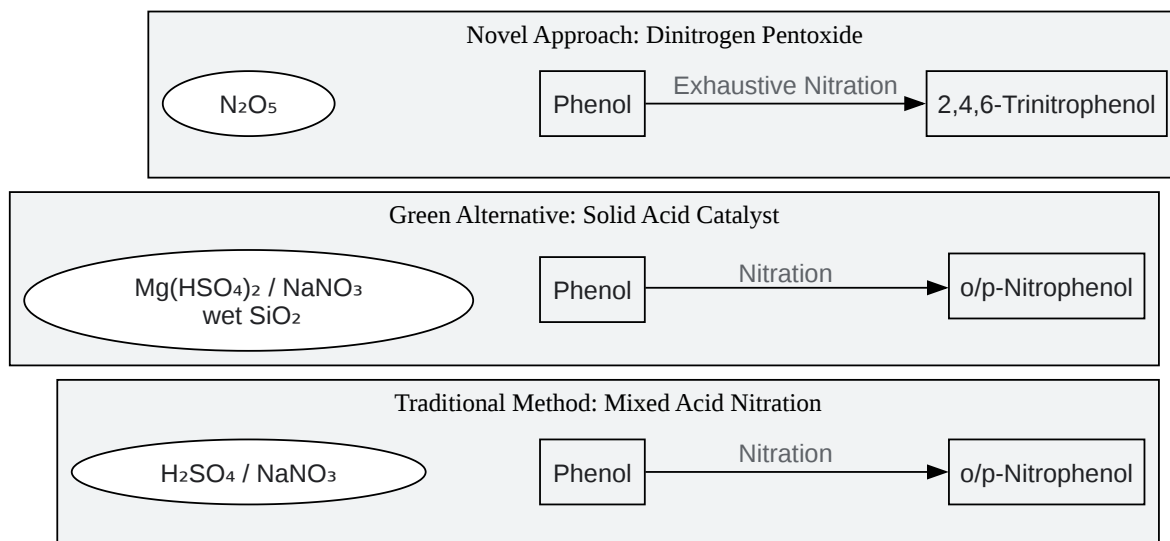 Novel Approach: Dinitrogen Pentoxide
N₂O₅
Phenol
Exhaustive Nitration
2,4,6-Trinitrophenol
Green Alternative: Solid Acid Catalyst
Mg(HSO₄)₂ / NaNO₃
wet SiO₂
Phenol
Nitration
o/p-Nitrophenol
Traditional Method: Mixed Acid Nitration
H₂SO₄ / NaNO₃
Phenol
Nitration
o/p-Nitrophenol